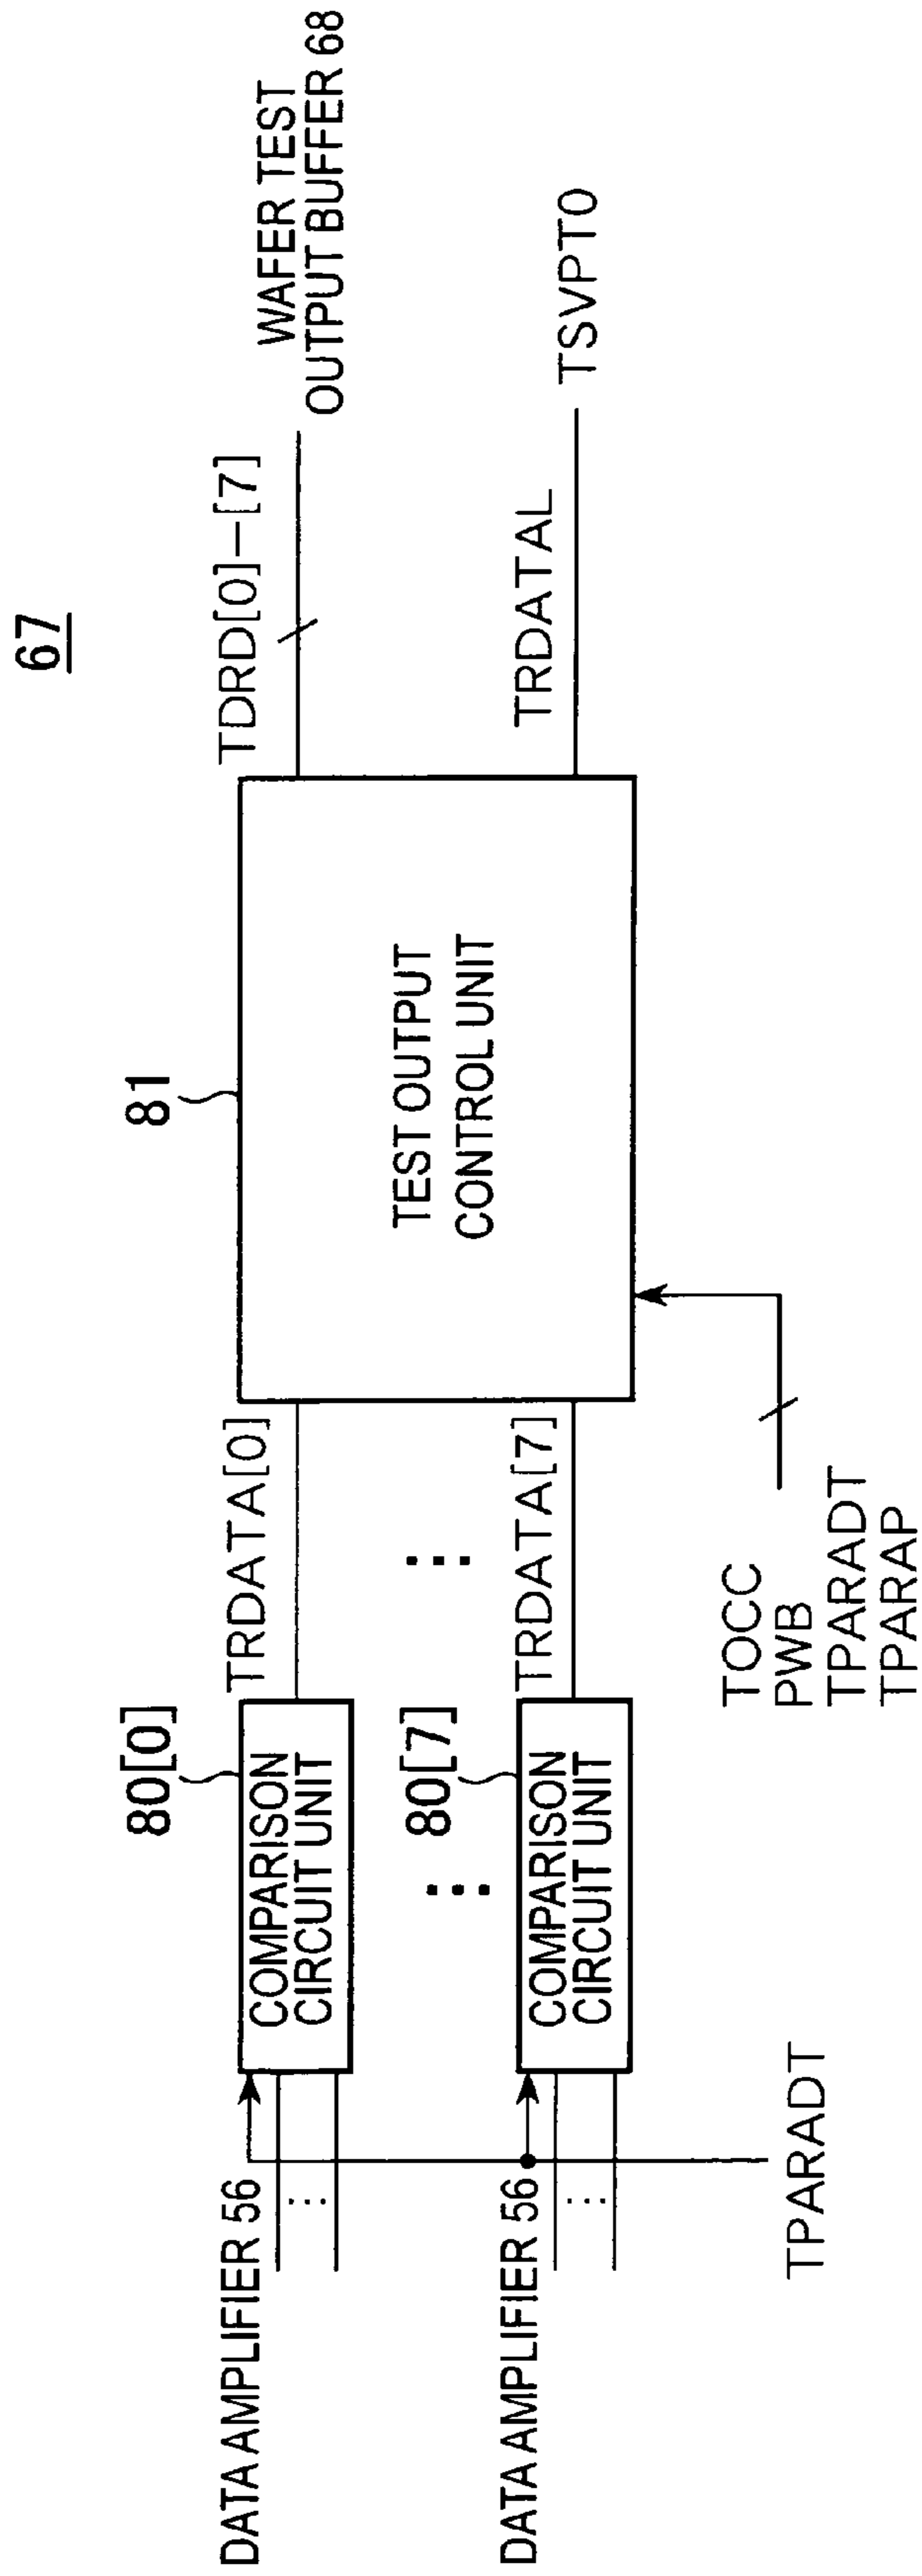 67
DATA AMPLIFIER 56
80[0]
COMPARISON
CIRCUIT UNIT
TRDATA[0]
81
TEST OUTPUT
CONTROL UNIT
TDRD[0]—[7]
WAFER TEST
OUTPUT BUFFER 68
DATA AMPLIFIER 56
80[7]
COMPARISON
CIRCUIT UNIT
TRDATA[7]
TRDATAL
TSVPT0
TPARADT
TOCC
PWB
TPARADT
TPARAP